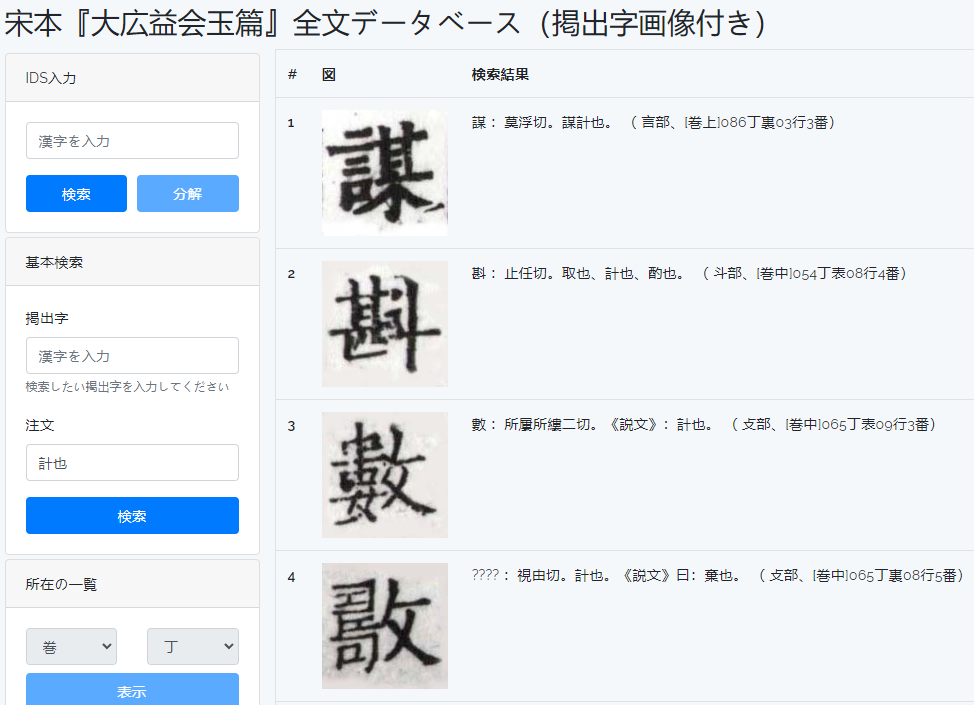 宋本『大広益会玉篇』全文データベース（掲出字画像付き）
IDS入力
漢字を入力
検索 分解
基本検索
掲出字
漢字を入力
検索したい掲出字を入力してください
注文
計也
検索
所在の一覧
巻 丁
表示
# 図 検索結果
1 謀 謀： 莫浮切。謀計也。 （ 言部、[巻上]086丁裏03行3番）
2 斟 斟： 止任切。取也、計也、酌也。 （ 斗部、[巻中]054丁表08行4番）
3 數 數： 所屢所縷二切。《説文》：計也。 （ 攴部、[巻中]065丁表09行3番）
4 ????： 視由切。計也。《説文》曰：棄也。 （ 攴部、[巻中]065丁裏08行5番）